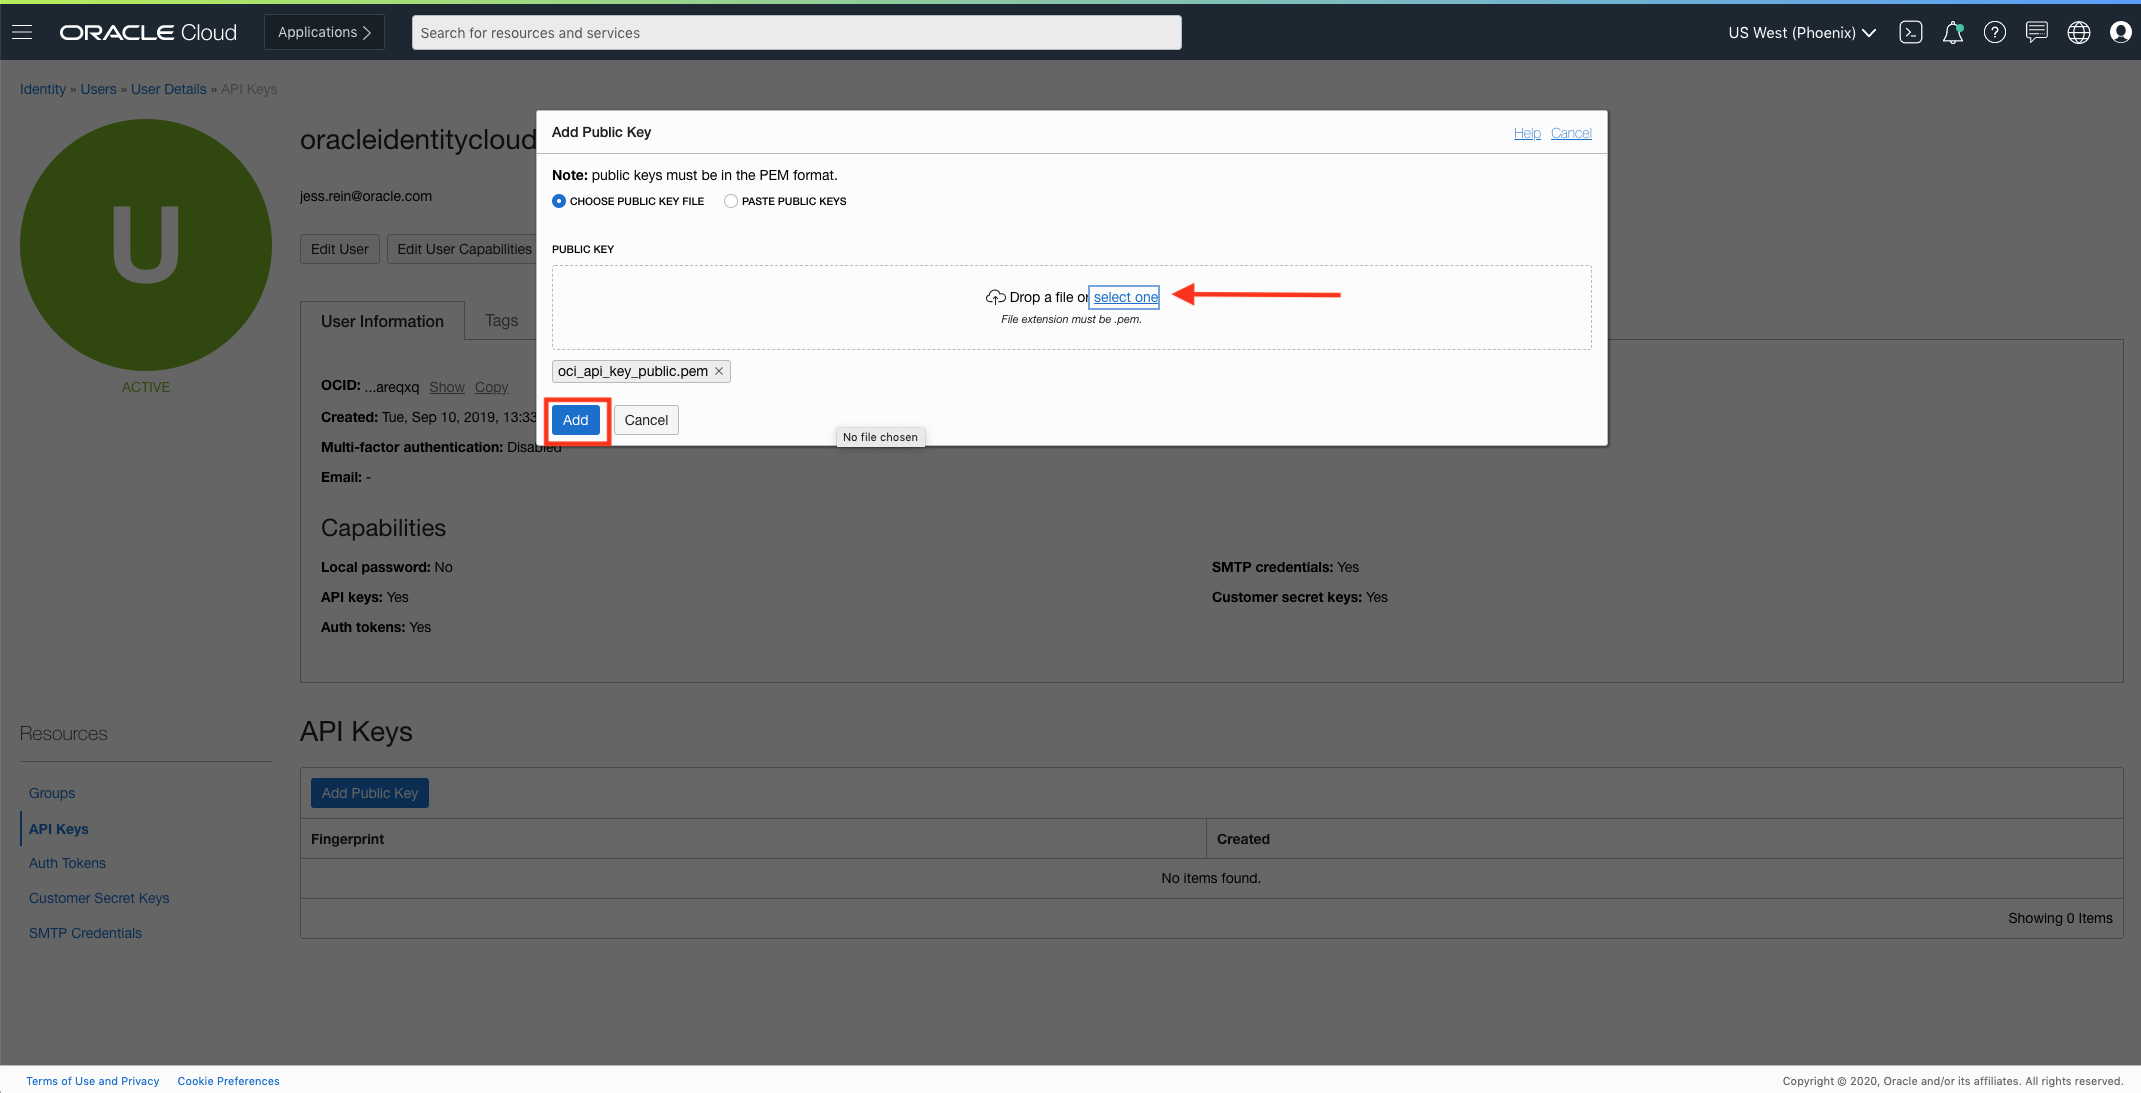 ORACLE Cloud
Applications
Search for resources and services
US West (Phoenix)
Identity » Users » User Details » API Keys
U
ACTIVE
oracleidentitycloud
jess.rein@oracle.com
Edit User
Edit User Capabilities
User Information
Tags
OCID: ...areqxq Show Copy
Created: Tue, Sep 10, 2019, 13:33
Multi-factor authentication: Disabled
Email: -
Capabilities
Local password: No
API keys: Yes
Auth tokens: Yes
SMTP credentials: Yes
Customer secret keys: Yes
Add Public Key
Help
Cancel
Note: public keys must be in the PEM format.
CHOOSE PUBLIC KEY FILE
PASTE PUBLIC KEYS
PUBLIC KEY
Drop a file or select one
File extension must be .pem.
oci_api_key_public.pem ×
Add
Cancel
No file chosen
Resources
Groups
API Keys
Auth Tokens
Customer Secret Keys
SMTP Credentials
API Keys
Add Public Key
Fingerprint
Created
No items found.
Showing 0 Items
Terms of Use and Privacy
Cookie Preferences
Copyright © 2020, Oracle and/or its affiliates. All rights reserved.